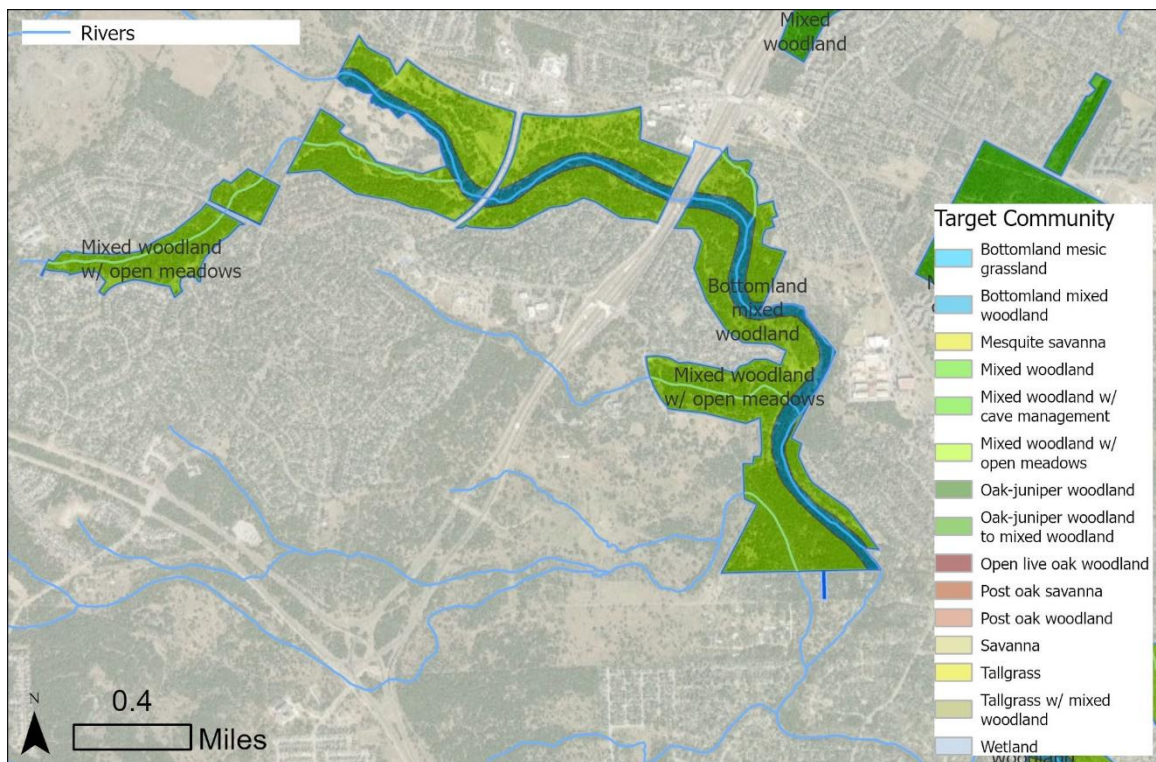 Rivers
Mixed
woodland
Mixed woodland
w/ open meadows
Bottomland
mixed
woodland
Mixed woodland
w/ open meadows
Target Community
Bottomland mesic
grassland
Bottomland mixed
woodland
Mesquite savanna
Mixed woodland
Mixed woodland w/
cave management
Mixed woodland w/
open meadows
Oak-juniper woodland
Oak-juniper woodland
to mixed woodland
Open live oak woodland
Post oak savanna
Post oak woodland
Savanna
Tallgrass
Tallgrass w/ mixed
woodland
Wetland
N
0.4
Miles